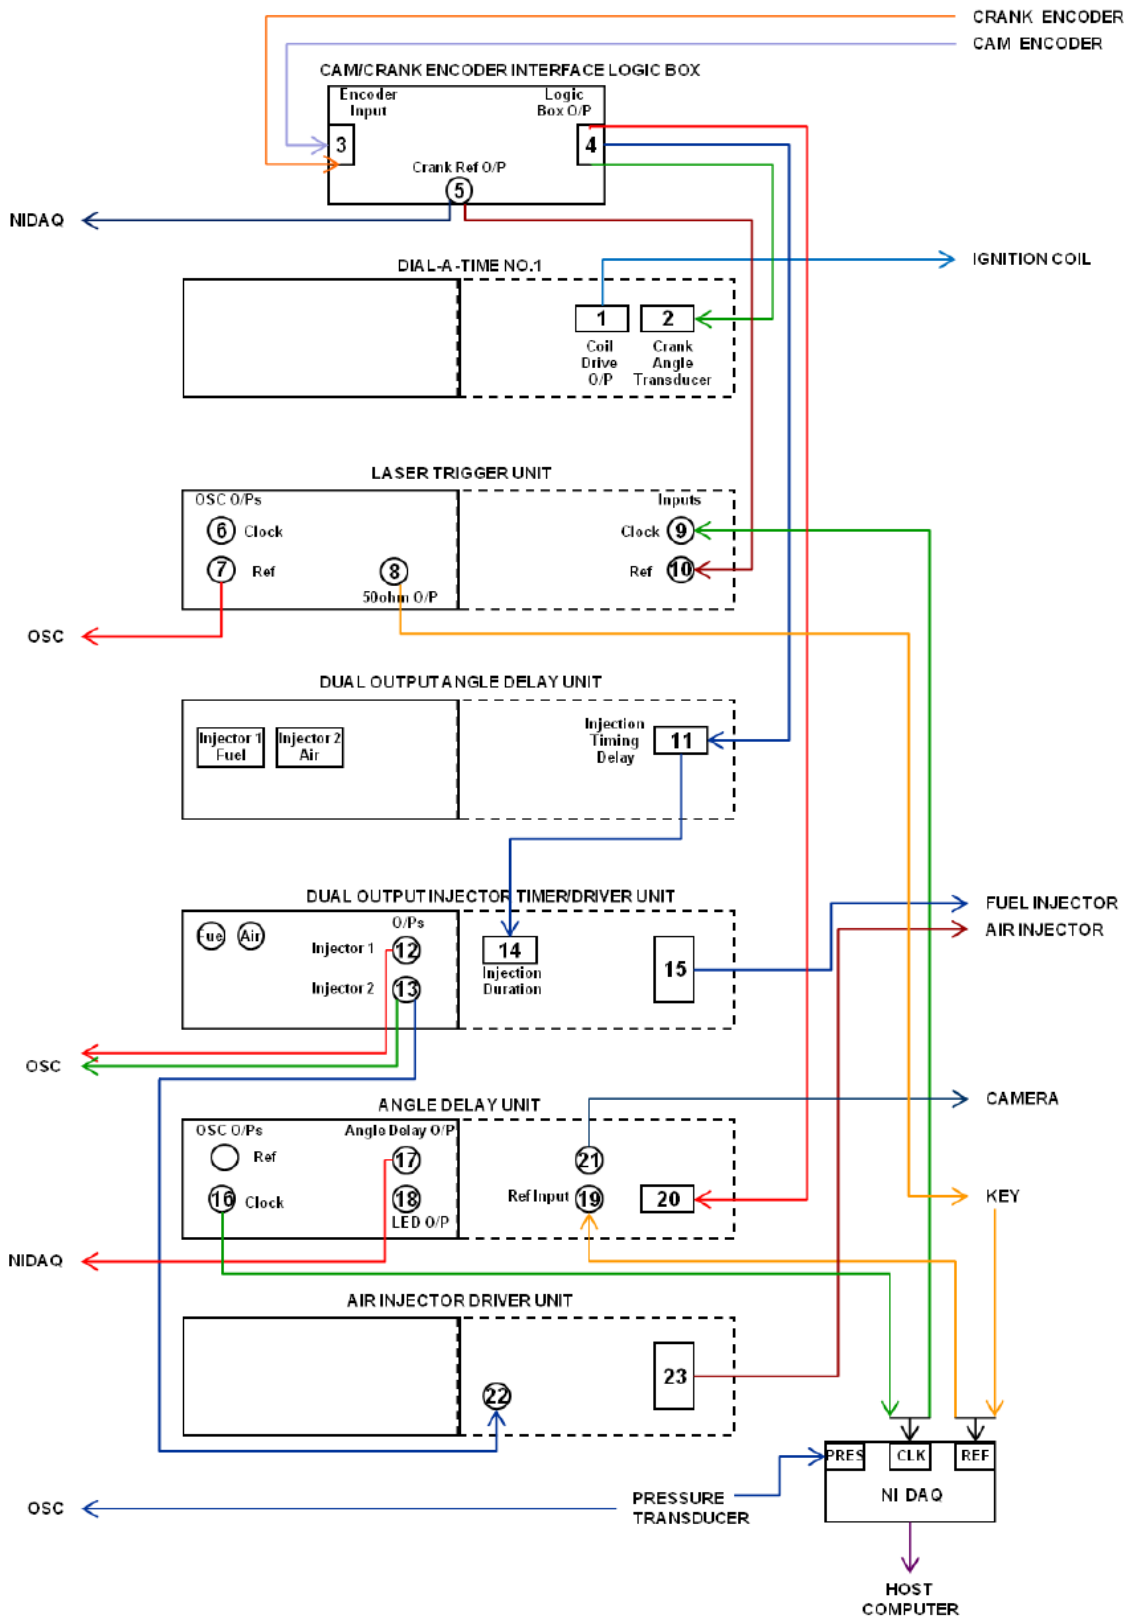 CRANK ENCODER
CAM ENCODER
CAM/CRANK ENCODER INTERFACE LOGIC BOX
Encoder
Input
Logic
Box O/P
3
4
Crank Ref O/P
5
NIDAQ
DIAL-A-TIME NO.1
IGNITION COIL
1
2
Coil
Drive
O/P
Crank
Angle
Transducer
LASER TRIGGER UNIT
OSC O/Ps
Inputs
6
Clock
Clock
9
7
Ref
8
Ref
10
50ohm O/P
OSC
DUAL OUTPUT ANGLE DELAY UNIT
Injector 1
Fuel
Injector 2
Air
Injection
Timing
Delay
11
DUAL OUTPUT INJECTOR TIMER/DRIVER UNIT
FUEL INJECTOR
AIR INJECTOR
O/Ps
Fue
Air
Injector 1
12
14
Injection
Duration
15
Injector 2
13
OSC
CAMERA
ANGLE DELAY UNIT
OSC O/Ps
Angle Delay O/P
Ref
17
21
16
Clock
18
LED O/P
Ref Input
19
20
KEY
NIDAQ
AIR INJECTOR DRIVER UNIT
22
23
PRES
CLK
REF
NI DAQ
OSC
PRESSURE
TRANSDUCER
HOST
COMPUTER